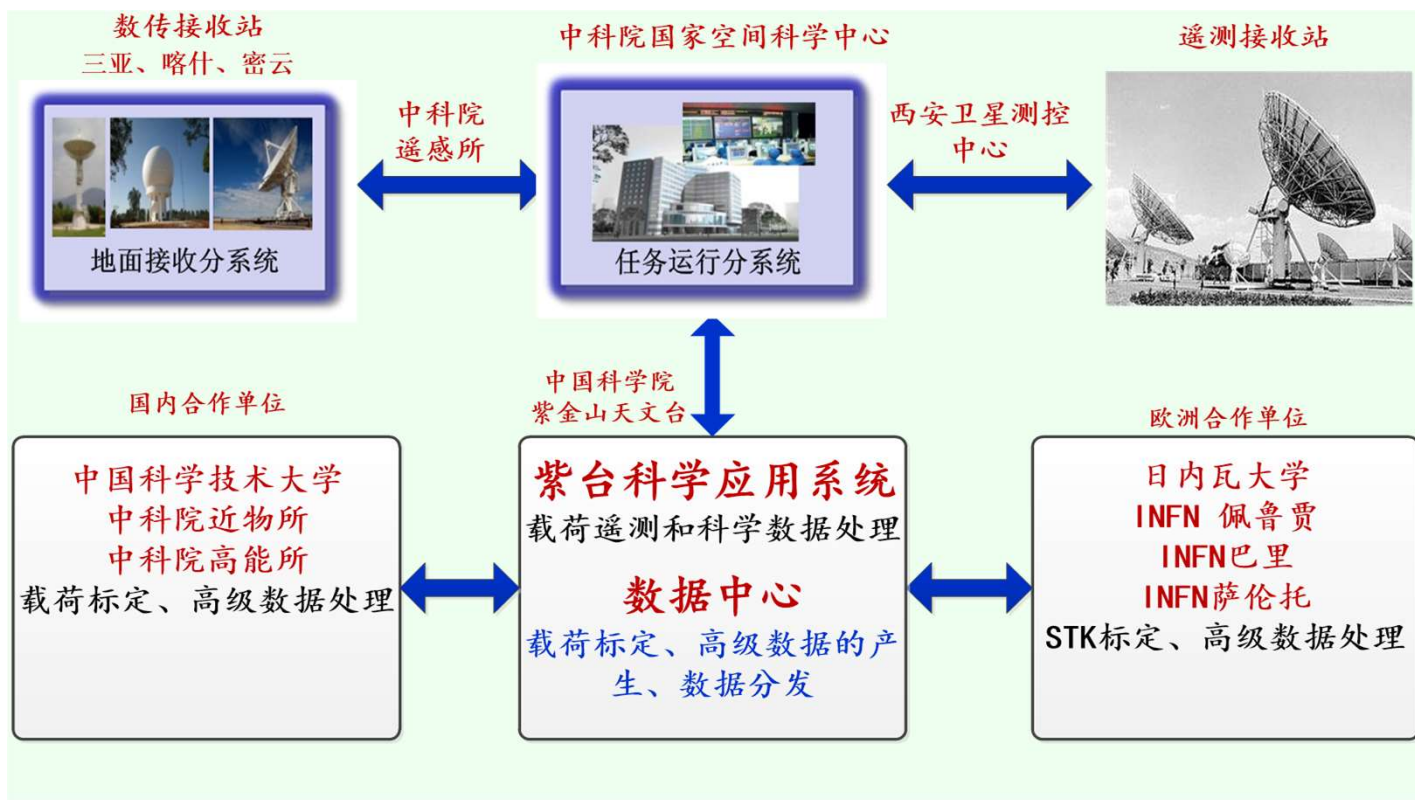 数传接收站
三亚、喀什、密云
中科院国家空间科学中心
遥测接收站
中科院
遥感所
西安卫星测控
中心
地面接收分系统
任务运行分系统
中国科学院
紫金山天文台
国内合作单位
欧洲合作单位
中国科学技术大学
中科院近物所
中科院高能所
载荷标定、高级数据处理
紫台科学应用系统
载荷遥测和科学数据处理
数据中心
载荷标定、高级数据的产
生、数据分发
日内瓦大学
INFN 佩鲁贾
INFN巴里
INFN萨伦托
STK标定、高级数据处理